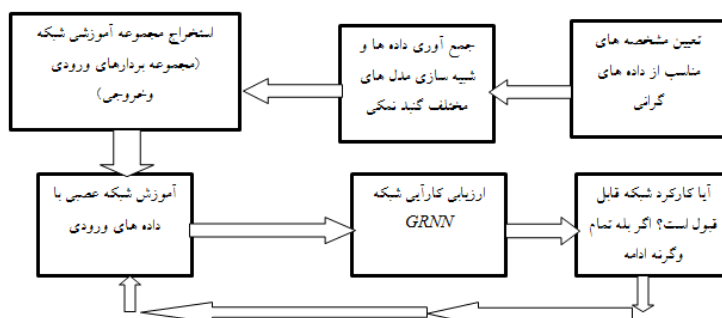 تعیین مشخصه های
مناسب از داده های
گرانی
جمع آوری داده ها و
شبیه سازی مدل های
مختلف گنبد نمکی
استخراج مجموعه آموزشی شبکه
(مجموعه بردارهای ورودی
وخروجی)
آموزش شبکه عصبی با
داده های ورودی
ارزیابی کارآیی شبکه
GRNN
آیا کارکرد شبکه قابل
قبول است؟ اگر بله تمام
وگرنه ادامه